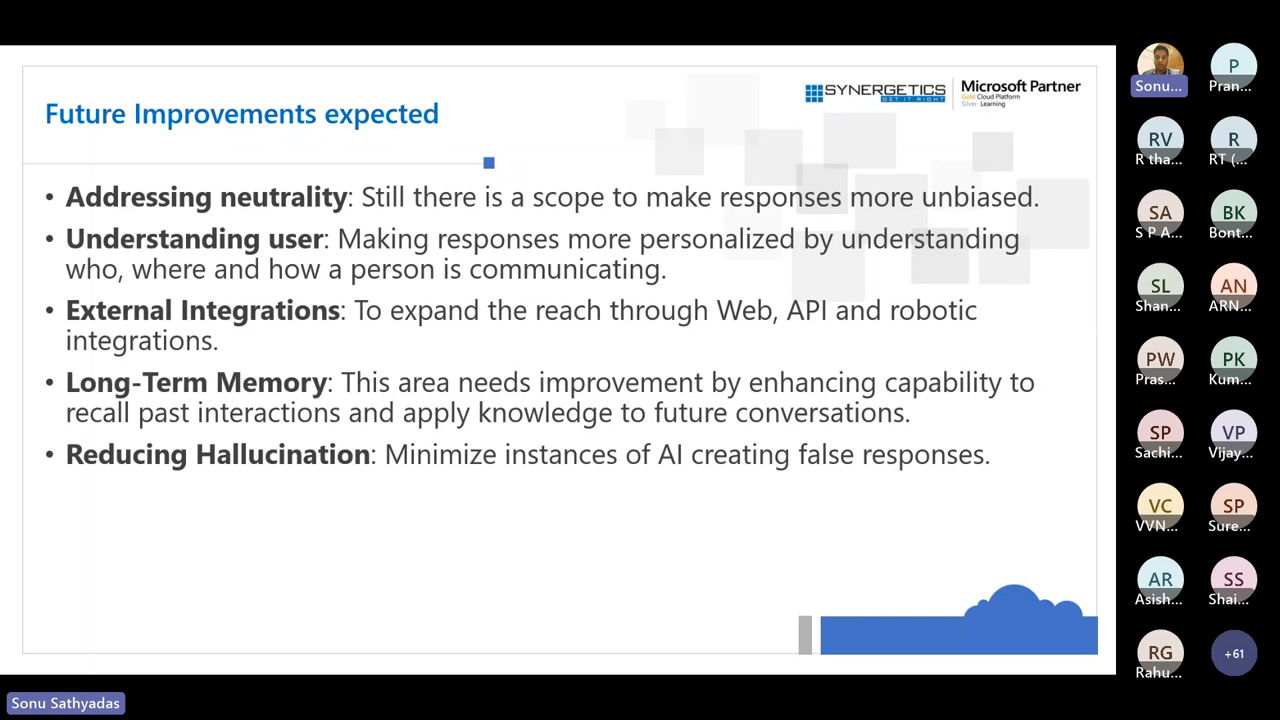 SYNERGETICS
GET IT RIGHT
Microsoft Partner
Gold Cloud Platform
Silver Learning
Future Improvements expected
• Addressing neutrality: Still there is a scope to make responses more unbiased.
• Understanding user: Making responses more personalized by understanding
who, where and how a person is communicating.
• External Integrations: To expand the reach through Web, API and robotic
integrations.
• Long-Term Memory: This area needs improvement by enhancing capability to
recall past interactions and apply knowledge to future conversations.
• Reducing Hallucination: Minimize instances of AI creating false responses.
Sonu Sathyadas
Sonu...
P
Pran...
RV
R tha...
R
RT (...
SA
S P A...
BK
Bont...
SL
Shan...
AN
ARN...
PW
Pras...
PK
Kum...
SP
Sachi...
VP
Vijay...
VC
VVN...
SP
Sure...
AR
Asish...
SS
Shai...
RG
Rahu...
+61